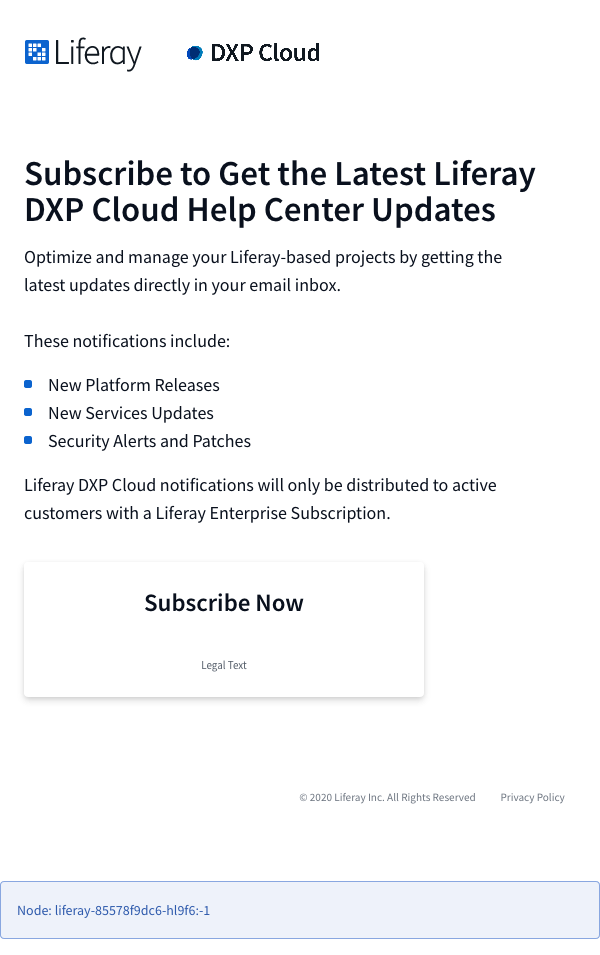 Liferay
DXP Cloud
Subscribe to Get the Latest Liferay
DXP Cloud Help Center Updates
Optimize and manage your Liferay-based projects by getting the
latest updates directly in your email inbox.
These notifications include:
New Platform Releases
New Services Updates
Security Alerts and Patches
Liferay DXP Cloud notifications will only be distributed to active
customers with a Liferay Enterprise Subscription.
Subscribe Now
Legal Text
© 2020 Liferay Inc. All Rights Reserved
Privacy Policy
Node: liferay-85578f9dc6-hl9f6:-1